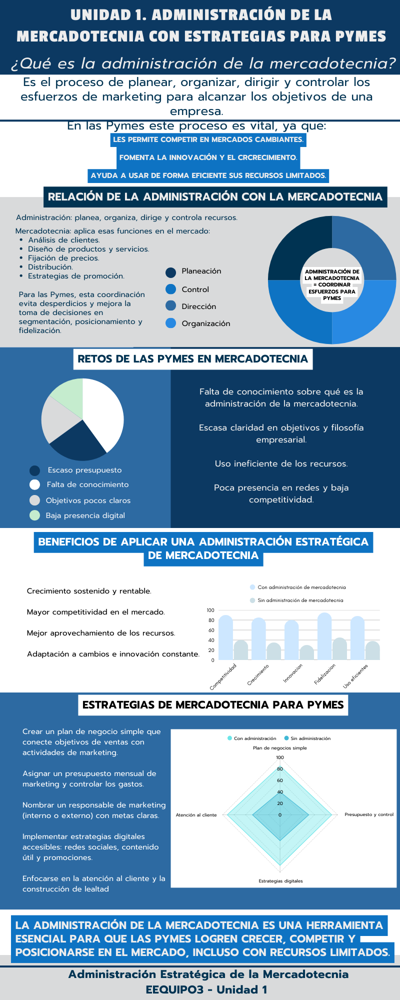 UNIDAD 1. ADMINISTRACIÓN DE LA
MERCADOTECNIA CON ESTRATEGIAS PARA PYMES
¿Qué es la administración de la mercadotecnia?
Es el proceso de planear, organizar, dirigir y controlar los
esfuerzos de marketing para alcanzar los objetivos de una
empresa.
En las Pymes este proceso es vital, ya que:
LES PERMITE COMPETIR EN MERCADOS CAMBIANTES.
FOMENTA LA INNOVACIÓN Y EL CRCRECIMIENTO.
AYUDA A USAR DE FORMA EFICIENTE SUS RECURSOS LIMITADOS.
RELACIÓN DE LA ADMINISTRACIÓN CON LA MERCADOTECNIA
Administración: planea, organiza, dirige y controla recursos.
Mercadotecnia: aplica esas funciones en el mercado:
• Análisis de clientes.
• Diseño de productos y servicios.
• Fijación de precios.
• Distribución.
• Estrategias de promoción.
Para las Pymes, esta coordinación
evita desperdicios y mejora la
toma de decisiones en
segmentación, posicionamiento y
fidelización.
Planeación
Control
Dirección
Organización
ADMINISTRACIÓN DE
LA MERCADOTECNIA
= COORDINAR
ESFUERZOS PARA
PYMES
RETOS DE LAS PYMES EN MERCADOTECNIA
Escaso presupuesto
Falta de conocimiento
Objetivos pocos claros
Baja presencia digital
Falta de conocimiento sobre qué es la
administración de la mercadotecnia.
Escasa claridad en objetivos y filosofía
empresarial.
Uso ineficiente de los recursos.
Poca presencia en redes y baja
competitividad.
BENEFICIOS DE APLICAR UNA ADMINISTRACIÓN ESTRATÉGICA
DE MERCADOTECNIA
Crecimiento sostenido y rentable.
Mayor competitividad en el mercado.
Mejor aprovechamiento de los recursos.
Adaptación a cambios e innovación constante.
Con administración de mercadotecnia
Sin administración de mercadotecnia
100
80
60
40
20
0
Competitividad
Crecimiento
Innovacion
Fidelizacion
Uso eficientes
ESTRATEGIAS DE MERCADOTECNIA PARA PYMES
Crear un plan de negocio simple que
conecte objetivos de ventas con
actividades de marketing.
Asignar un presupuesto mensual de
marketing y controlar los gastos.
Nombrar un responsable de marketing
(interno o externo) con metas claras.
Implementar estrategias digitales
accesibles: redes sociales, contenido
útil y promociones.
Enfocarse en la atención al cliente y la
construcción de lealtad
Con administración
Sin administración
Plan de negocios simple
100
80
60
40
20
0
Atención al cliente
Presupuesto y control
Estrategias digitales
LA ADMINISTRACIÓN DE LA MERCADOTECNIA ES UNA HERRAMIENTA
ESENCIAL PARA QUE LAS PYMES LOGREN CRECER, COMPETIR Y
POSICIONARSE EN EL MERCADO, INCLUSO CON RECURSOS LIMITADOS.
Administración Estratégica de la Mercadotecnia
EEQUIPO3 - Unidad 1